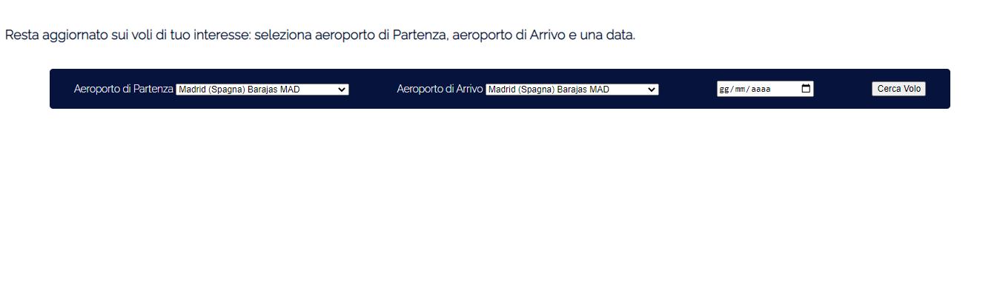 Resta aggiornato sui voli di tuo interesse: seleziona aeroporto di Partenza, aeroporto di Arrivo e una data.
Aeroporto di Partenza Madrid (Spagna) Barajas MAD Aeroporto di Arrivo Madrid (Spagna) Barajas MAD gg/mm/aaaa Cerca Volo